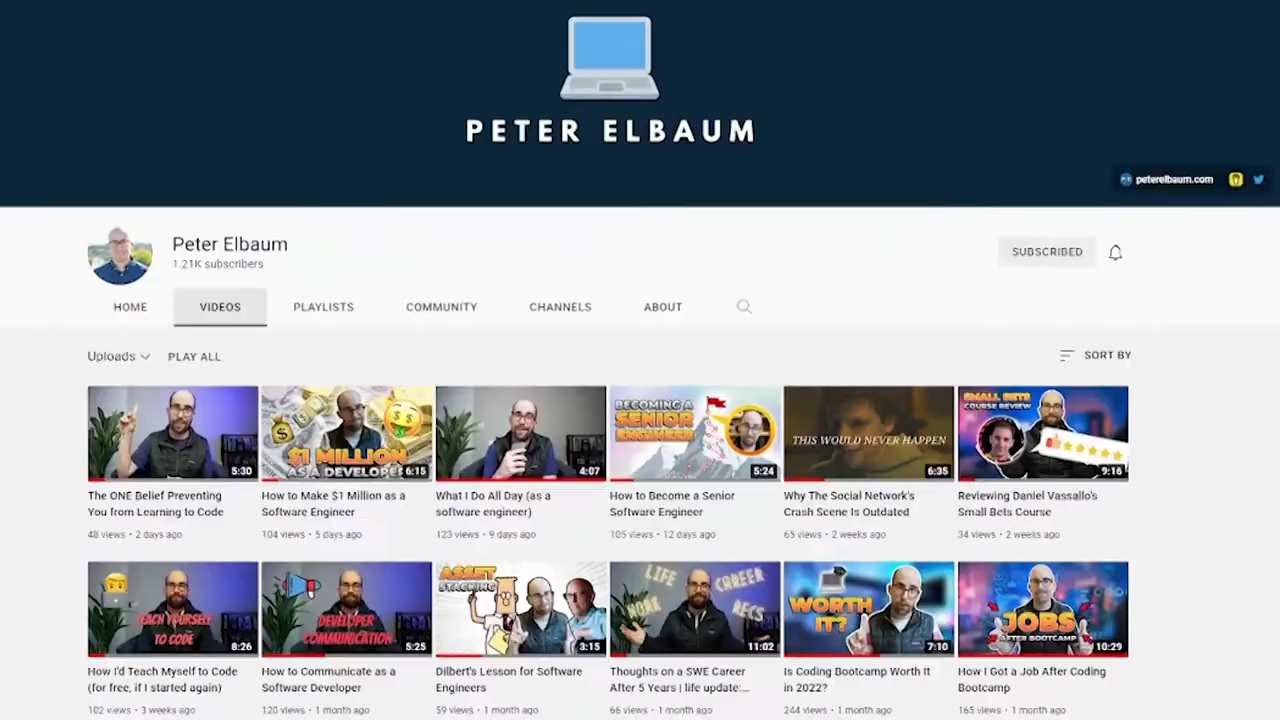 PETER ELBAUM
peterelbaum.com
Peter Elbaum
1.21K subscribers
SUBSCRIBED
HOME VIDEOS PLAYLISTS COMMUNITY CHANNELS ABOUT
Uploads PLAY ALL SORT BY
5:30
$1 MILLION
AS A DEVELOPER
6:15
4:07
BECOMING A
SENIOR
ENGINEER
5:24
THIS WOULD NEVER HAPPEN
6:35
SMALL BETS
COURSE REVIEW
9:16
The ONE Belief Preventing
You from Learning to Code
48 views • 2 days ago
How to Make $1 Million as a
Software Engineer
104 views • 5 days ago
What I Do All Day (as a
software engineer)
123 views • 9 days ago
How to Become a Senior
Software Engineer
105 views • 12 days ago
Why The Social Network's
Crash Scene Is Outdated
65 views • 2 weeks ago
Reviewing Daniel Vassallo's
Small Bets Course
34 views • 2 weeks ago
TEACH YOURSELF
TO CODE
8:26
DEVELOPER
COMMUNICATION
5:25
ASSET
STACKING
3:15
LIFE CAREER
WORK RECS
11:02
WORTH
IT?
7:10
JOBS
AFTER BOOTCAMP
10:29
How I'd Teach Myself to Code
(for free, if I started again)
102 views • 3 weeks ago
How to Communicate as a
Software Developer
120 views • 1 month ago
Dilbert's Lesson for Software
Engineers
59 views • 1 month ago
Thoughts on a SWE Career
After 5 Years | life update:...
66 views • 1 month ago
Is Coding Bootcamp Worth It
in 2022?
244 views • 1 month ago
How I Got a Job After Coding
Bootcamp
165 views • 1 month ago